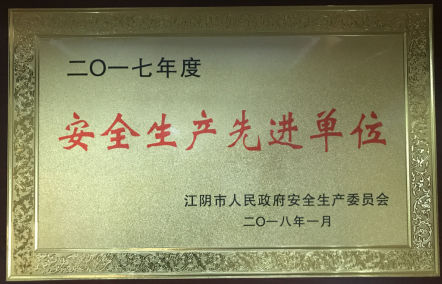 二〇一七年度
安全生产先进单位
江阴市人民政府安全生产委员会
二〇一八年一月